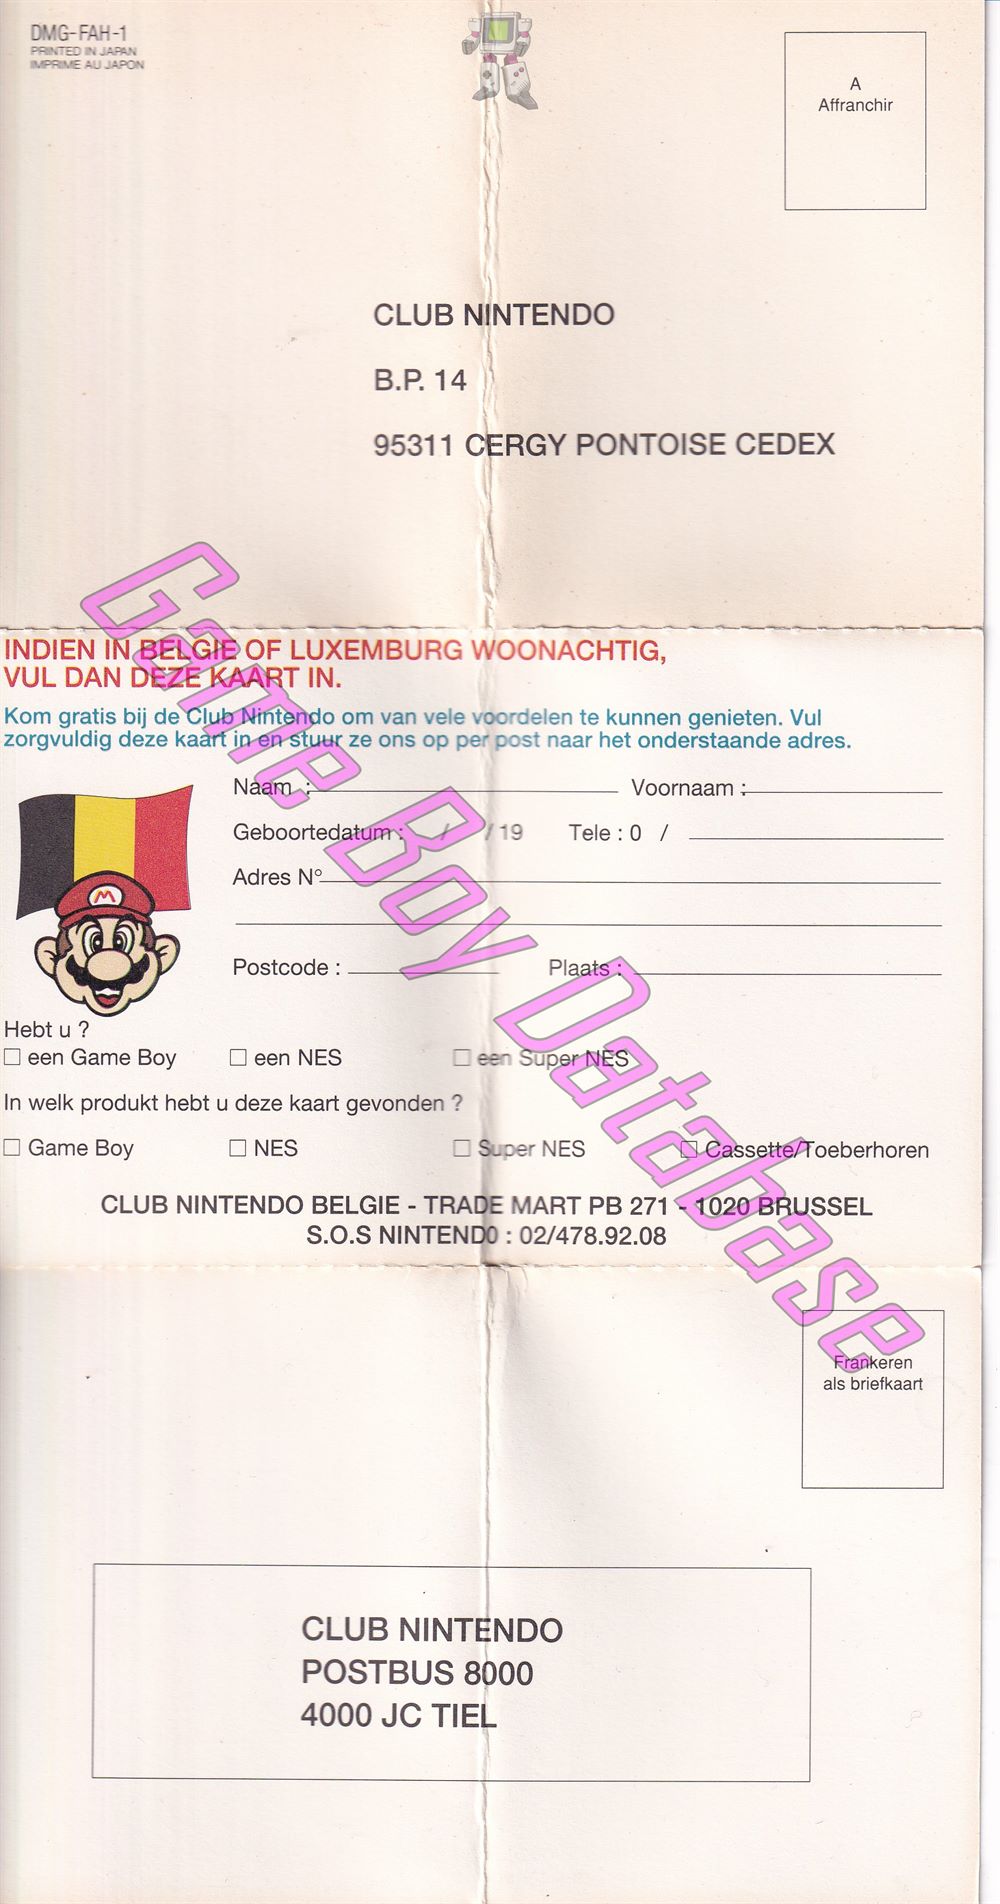 DMG-FAH-1
PRINTED IN JAPAN
IMPRIME AU JAPON
A
Affranchir
CLUB NINTENDO
B.P. 14
95311 CERGY PONTOISE CEDEX
INDIEN IN BELGIE OF LUXEMBURG WOONACHTIG,
VUL DAN DEZE KAART IN.
Kom gratis bij de Club Nintendo om van vele voordelen te kunnen genieten. Vul
zorgvuldig deze kaart in en stuur ze ons op per post naar het onderstaande adres.
Naam : Voornaam :
Geboortedatum : / / 19 Tele : 0 /
Adres N°
Postcode : Plaats :
M
Hebt u ?
een Game Boy een NES een Super NES
In welk produkt hebt u deze kaart gevonden ?
Game Boy NES Super NES Cassette/Toeberhoren
CLUB NINTENDO BELGIE - TRADE MART PB 271 - 1020 BRUSSEL
S.O.S NINTENDO : 02/478.92.08
Frankeren
als briefkaart
CLUB NINTENDO
POSTBUS 8000
4000 JC TIEL
Game Boy Database